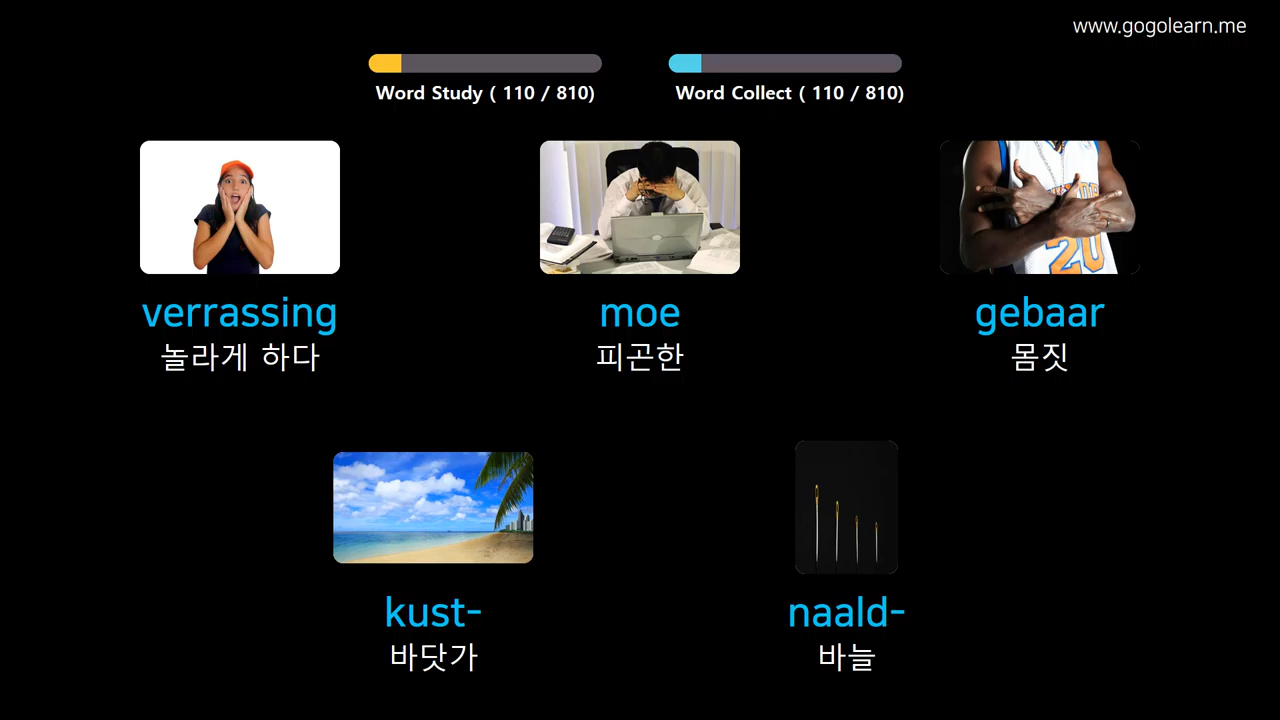 www.gogolearn.me
Word Study ( 110 / 810)
Word Collect ( 110 / 810)
verrassing
놀라게 하다
moe
피곤한
gebaar
몸짓
20
kust-
바닷가
naald-
바늘